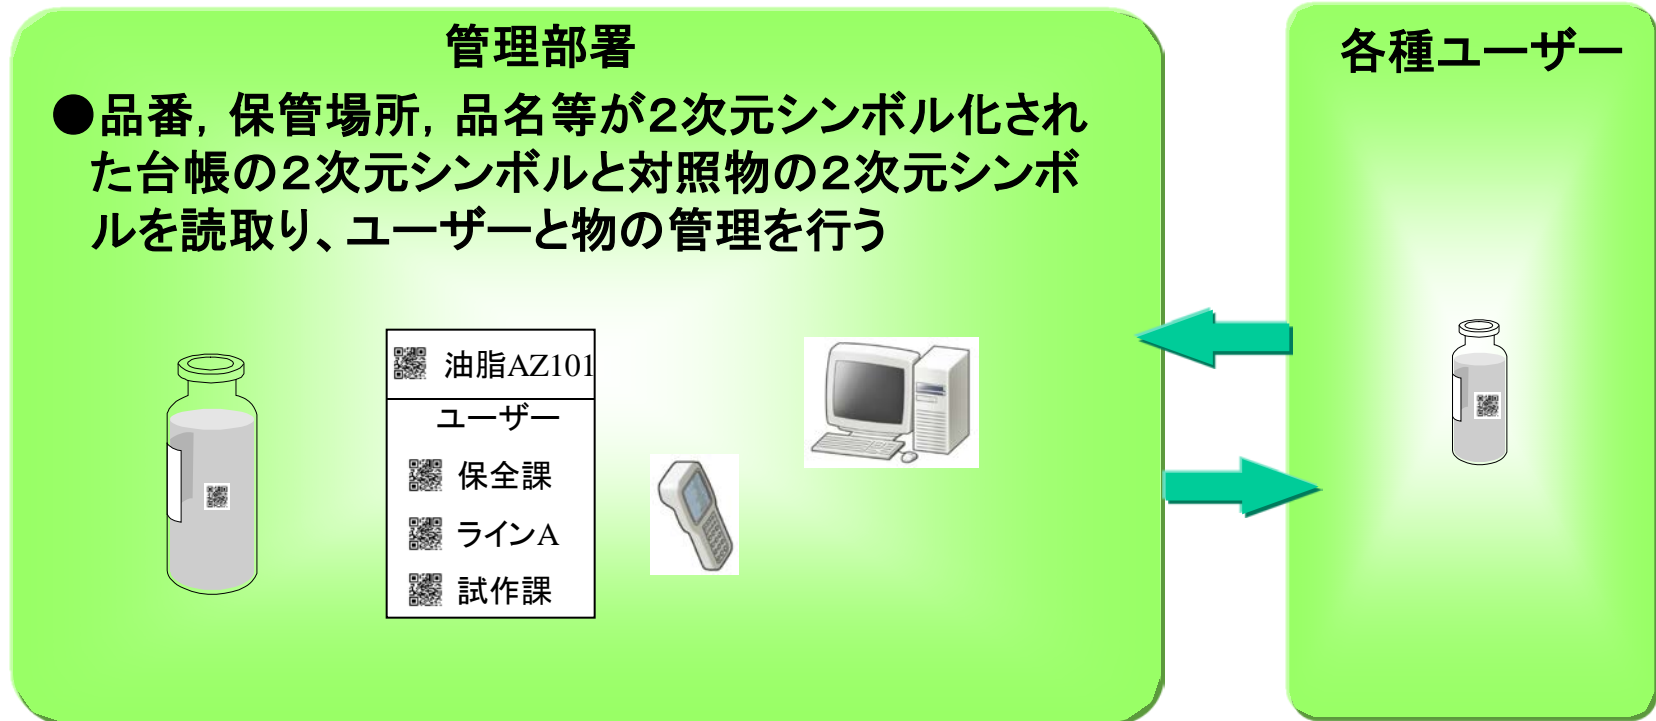 管理部署
●品番，保管場所，品名等が２次元シンボル化され
た台帳の２次元シンボルと対照物の２次元シンボ
ルを読取り、ユーザーと物の管理を行う
油脂AZ101
ユーザー
保全課
ラインA
試作課
各種ユーザー